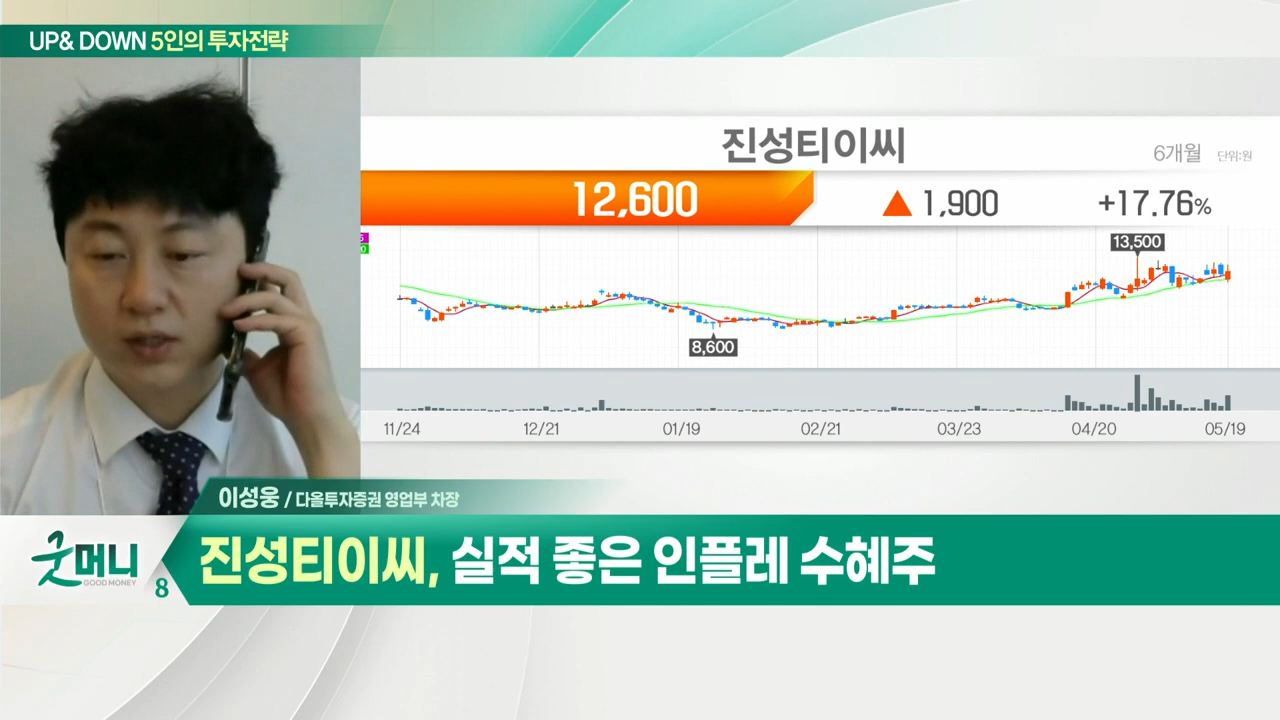 UP& DOWN 5인의 투자전략
진성티이씨
6개월 단위:원
12,600 ▲ 1,900 +17.76%
13,500
8,600
11/24 12/21 01/19 02/21 03/23 04/20 05/19
이성웅 / 다올투자증권 영업부 차장
굿머니
GOOD MONEY
8
진성티이씨, 실적 좋은 인플레 수혜주